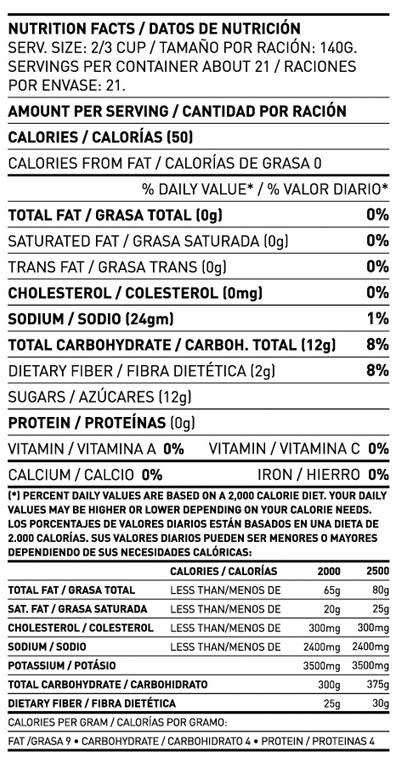 NUTRITION FACTS / DATOS DE NUTRICIÓN
SERV. SIZE: 2/3 CUP / TAMAÑO POR RACIÓN: 140G.
SERVINGS PER CONTAINER ABOUT 21 / RACIONES
POR ENVASE: 21.
AMOUNT PER SERVING / CANTIDAD POR RACIÓN
CALORIES / CALORÍAS (50)
CALORIES FROM FAT / CALORÍAS DE GRASA 0
% DAILY VALUE* / % VALOR DIARIO*
TOTAL FAT / GRASA TOTAL (0g) 0%
SATURATED FAT / GRASA SATURADA (0g) 0%
TRANS FAT / GRASA TRANS (0g) 0%
CHOLESTEROL / COLESTEROL (0mg) 0%
SODIUM / SODIO (24gm) 1%
TOTAL CARBOHYDRATE / CARBOH. TOTAL (12g) 8%
DIETARY FIBER / FIBRA DIETÉTICA (2g) 8%
SUGARS / AZÚCARES (12g)
PROTEIN / PROTEÍNAS (0g)
VITAMIN / VITAMINA A 0% VITAMIN / VITAMINA C 0%
CALCIUM / CALCIO 0% IRON / HIERRO 0%
(*) PERCENT DAILY VALUES ARE BASED ON A 2,000 CALORIE DIET. YOUR DAILY
VALUES MAY BE HIGHER OR LOWER DEPENDING ON YOUR CALORIE NEEDS.
LOS PORCENTAJES DE VALORES DIARIOS ESTÁN BASADOS EN UNA DIETA DE
2.000 CALORÍAS. SUS VALORES DIARIOS PUEDEN SER MENORES O MAYORES
DEPENDIENDO DE SUS NECESIDADES CALÓRICAS:
CALORIES / CALORÍAS 2000 2500
TOTAL FAT / GRASA TOTAL LESS THAN/MENOS DE 65g 80g
SAT. FAT / GRASA SATURADA LESS THAN/MENOS DE 20g 25g
CHOLESTEROL / COLESTEROL LESS THAN/MENOS DE 300mg 300mg
SODIUM / SODIO LESS THAN/MENOS DE 2400mg 2400mg
POTASSIUM / POTÁSIO 3500mg 3500mg
TOTAL CARBOHYDRATE / CARBOHIDRATO 300g 375g
DIETARY FIBER / FIBRA DIETÉTICA 25g 30g
CALORIES PER GRAM / CALORÍAS POR GRAMO:
FAT /GRASA 9 • CARBOHYDRATE / CARBOHIDATO 4 • PROTEIN / PROTEINAS 4